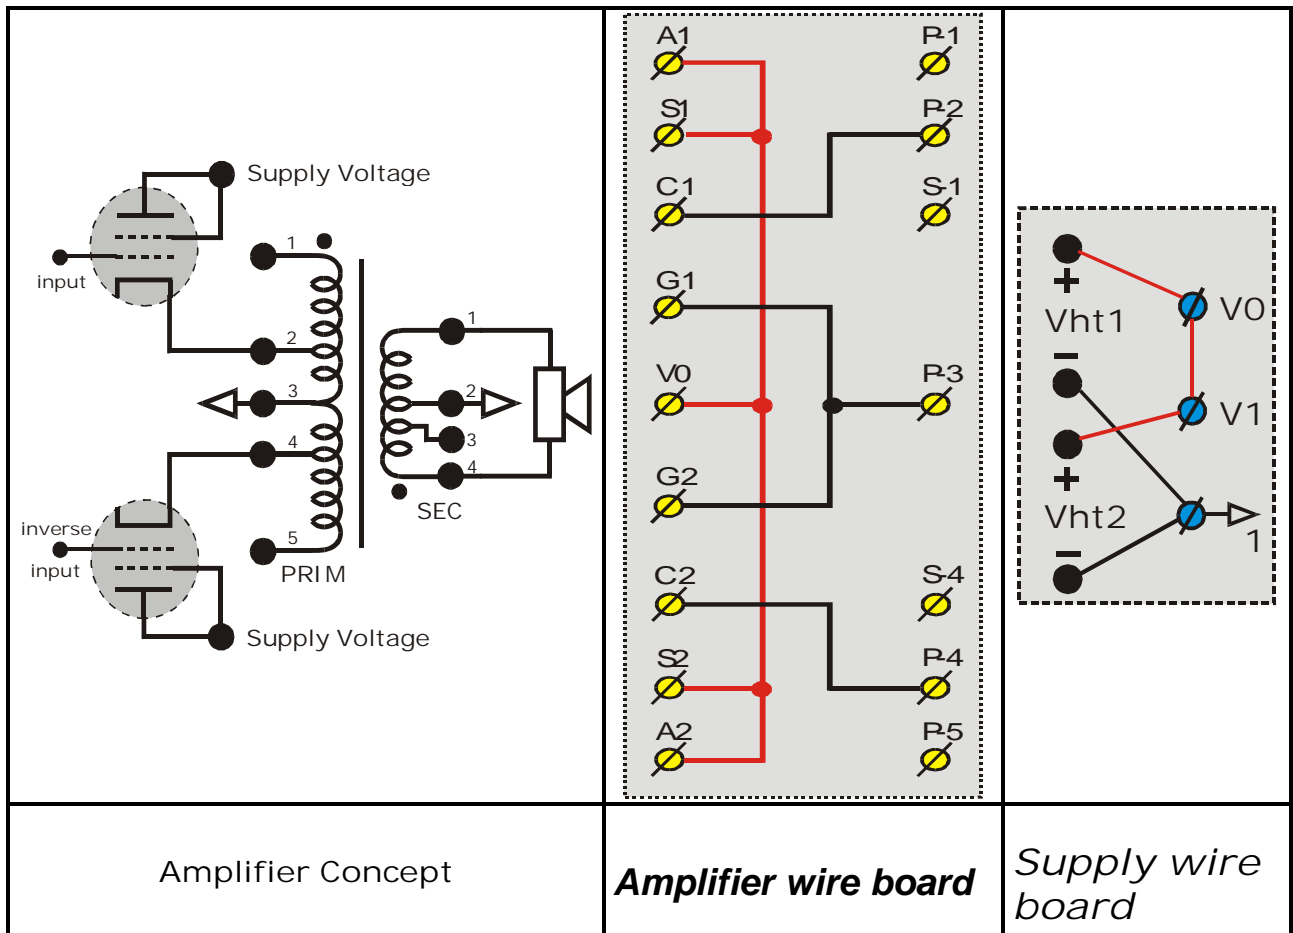 Supply Voltage
input
1
2
3
4
5
PRIM
1
2
3
4
SEC
inverse
input
Supply Voltage
A1
S1
C1
G1
V0
G2
C2
S2
A2
P-1
P-2
S-1
P-3
S-4
P-4
P-5
+
Vht1
−
+
Vht2
−
V0
V1
1
Amplifier Concept
Amplifier wire board
Supply wire
board